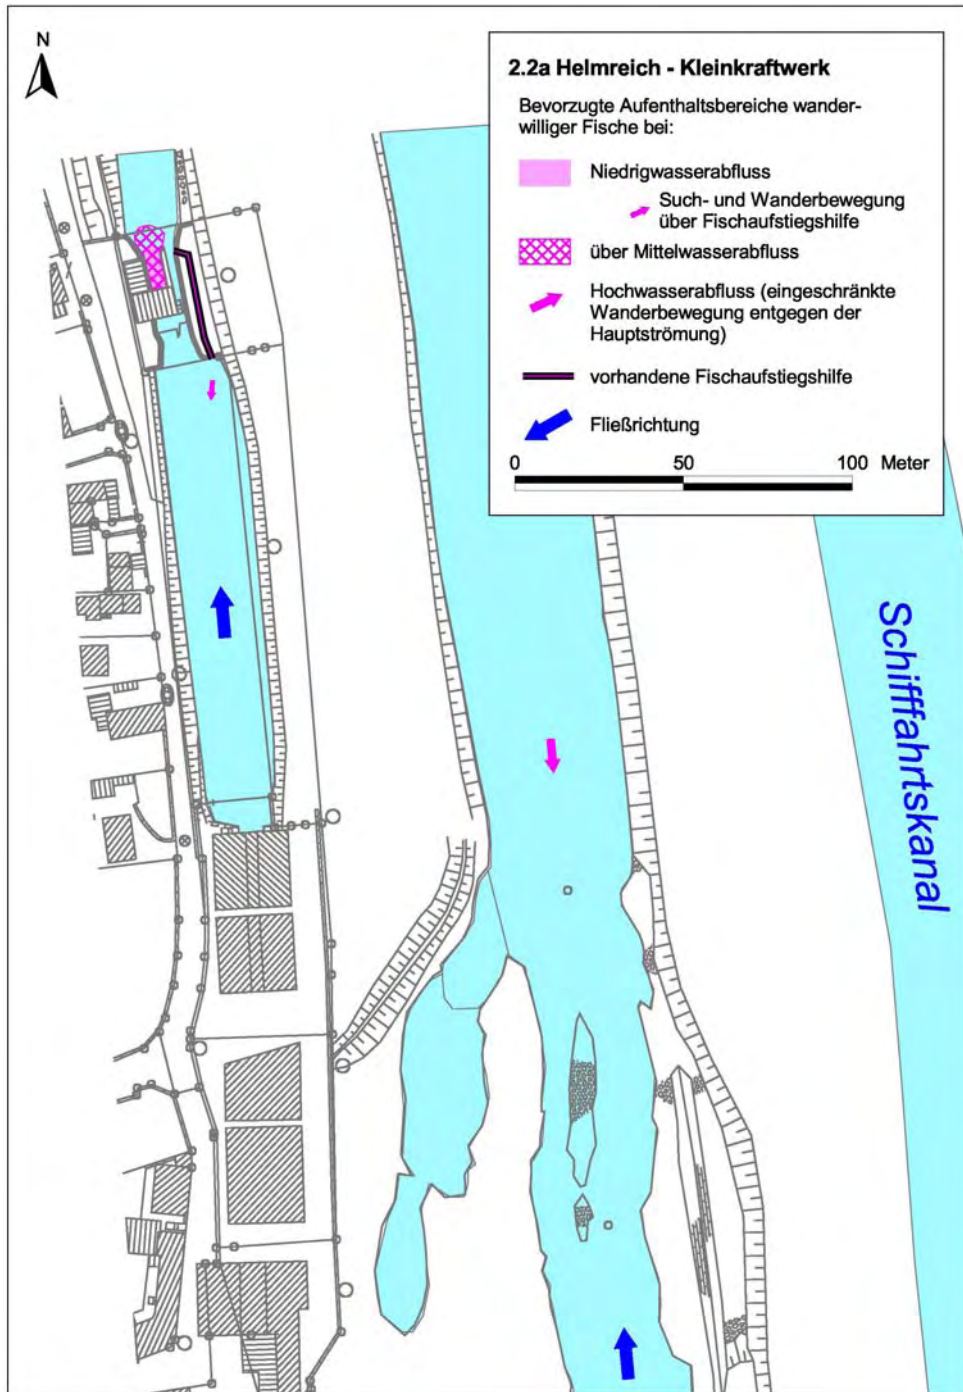 N
2.2a Helmreich - Kleinkraftwerk
Bevorzugte Aufenthaltsbereiche wander-
williger Fische bei:
Niedrigwasserabfluss
Such- und Wanderbewegung
über Fischaufstiegshilfe
über Mittelwasserabfluss
Hochwasserabfluss (eingeschränkte
Wanderbewegung entgegen der
Hauptströmung)
vorhandene Fischaufstiegshilfe
Fließrichtung
0 50 100 Meter
Schifffahrtskanal